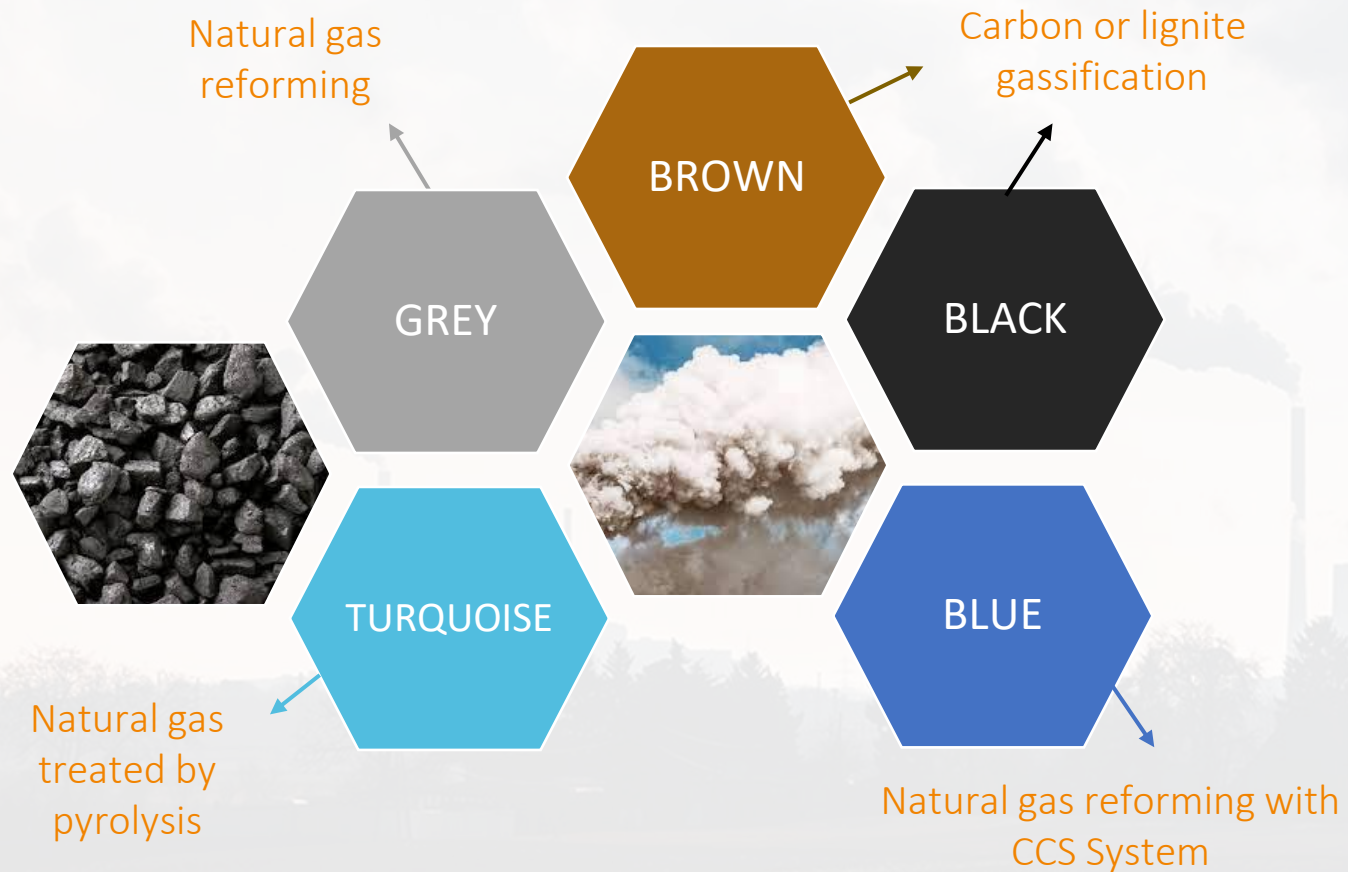 Natural gas
reforming
Carbon or lignite
gassification
BROWN
GREY
BLACK
TURQUOISE
BLUE
Natural gas
treated by
pyrolysis
Natural gas reforming with
CCS System